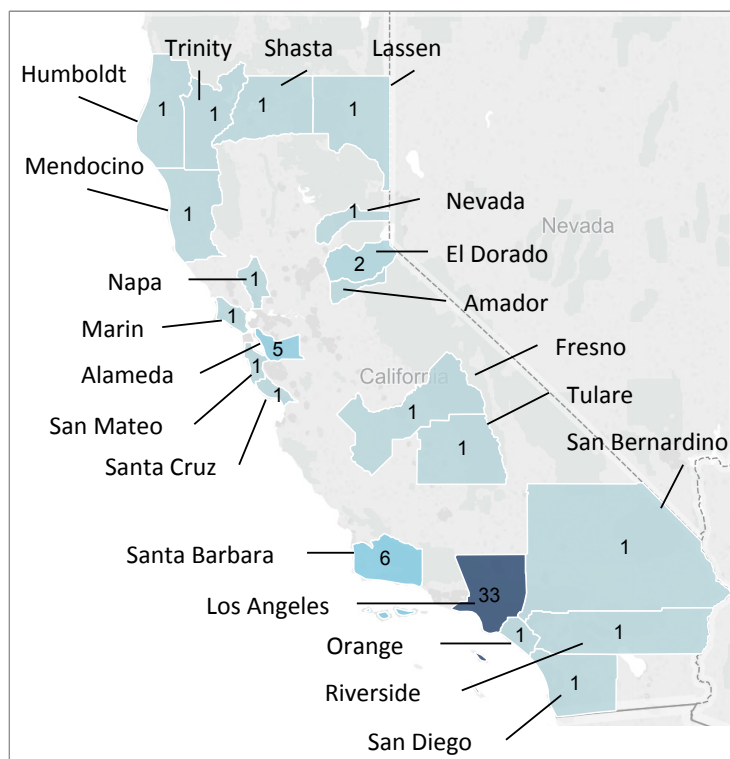 Trinity
Shasta
Lassen
Humboldt
1
1
1
1
Mendocino
1
Nevada
1
Nevada
El Dorado
2
Napa
1
Amador
Marin
1
Alameda
5
Fresno
California
1
San Mateo
1
Tulare
Santa Cruz
1
1
San Bernardino
Santa Barbara
6
1
Los Angeles
33
Orange
1
1
Riverside
1
San Diego